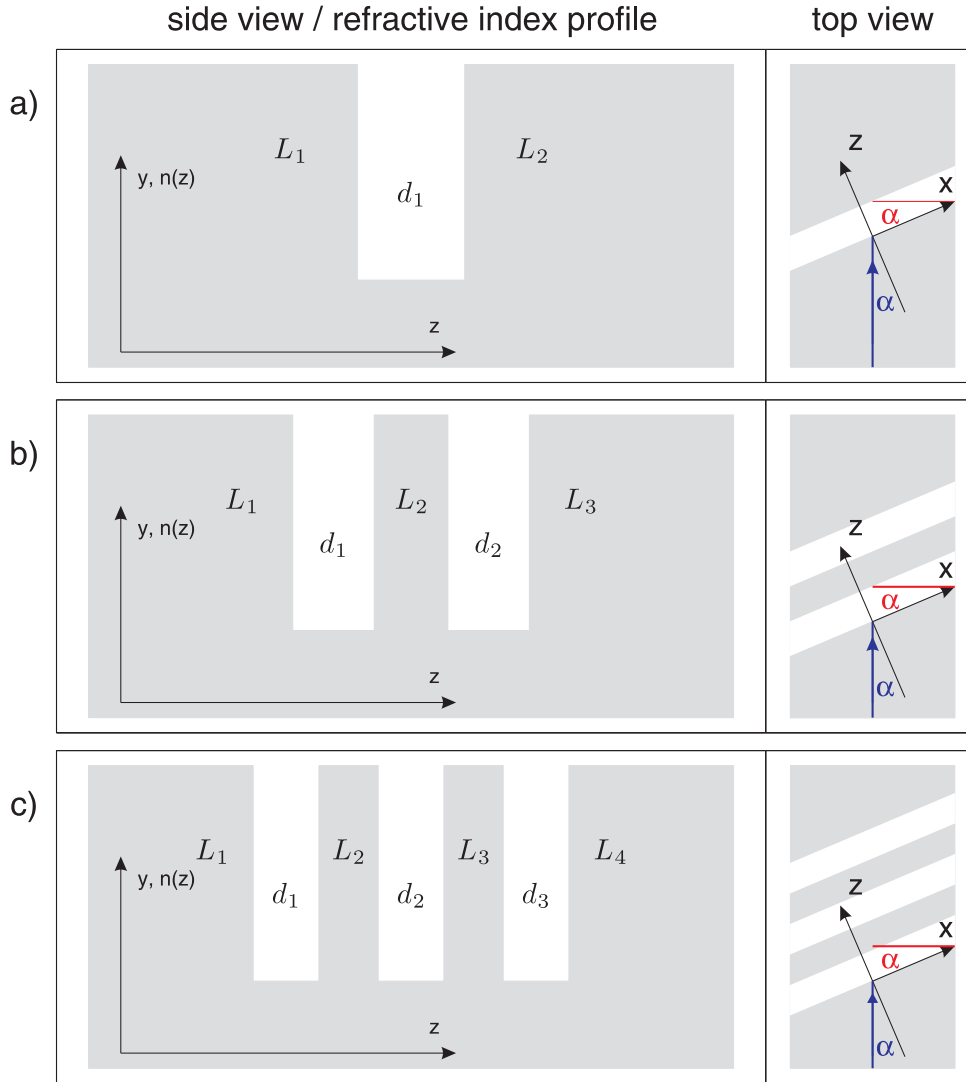 side view / refractive index profile
top view
a)
L₁
L₂
y, n(z)
d₁
z
z
x
α
α
b)
L₁
L₂
L₃
y, n(z)
d₁
d₂
z
z
x
α
α
c)
L₁
L₂
L₃
L₄
y, n(z)
d₁
d₂
d₃
z
z
x
α
α